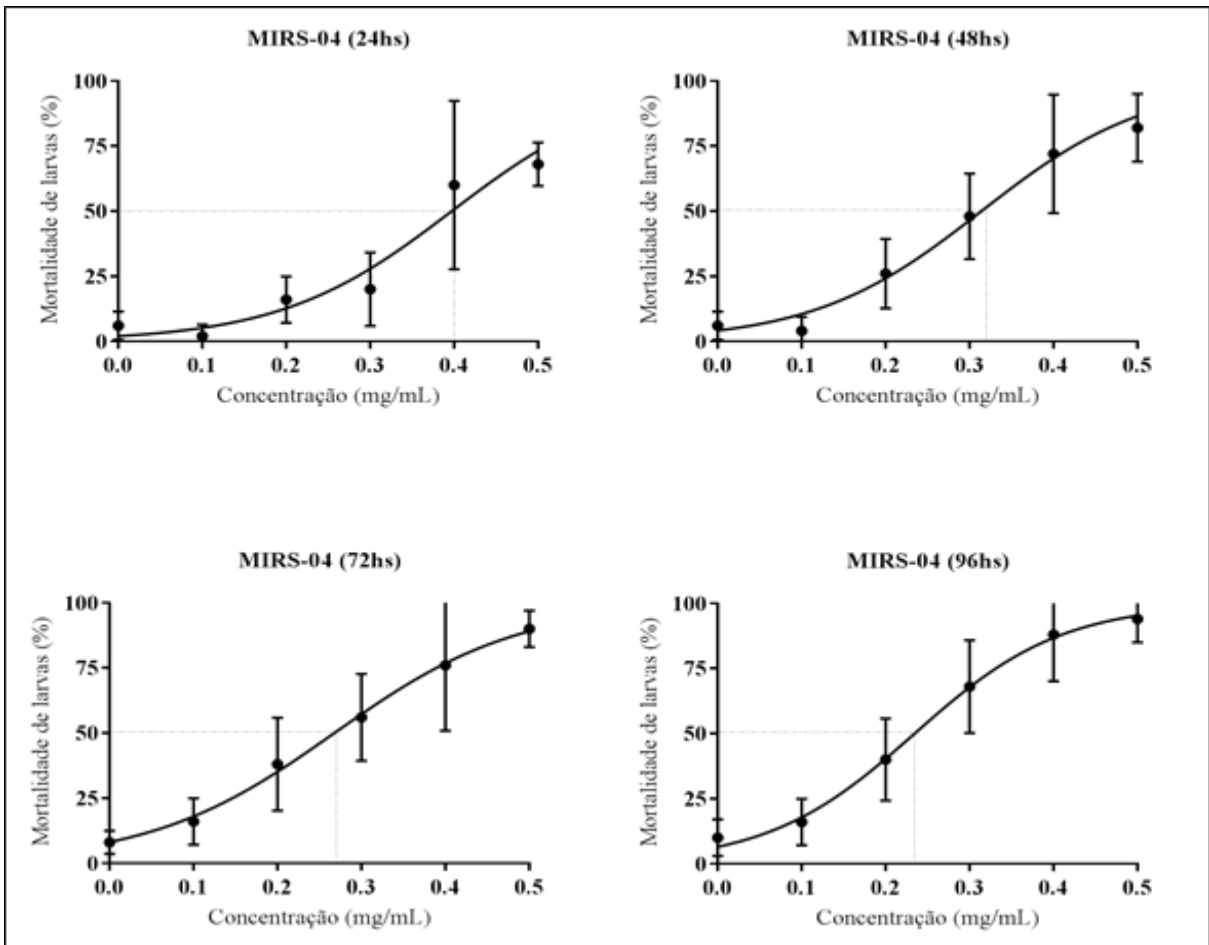 MIRS-04 (24hs)
Mortalidade de larvas (%)
100
75
50
25
0
0.0 0.1 0.2 0.3 0.4 0.5
Concentração (mg/mL)
MIRS-04 (48hs)
Mortalidade de larvas (%)
100
75
50
25
0
0.0 0.1 0.2 0.3 0.4 0.5
Concentração (mg/mL)
MIRS-04 (72hs)
Mortalidade de larvas (%)
100
75
50
25
0
0.0 0.1 0.2 0.3 0.4 0.5
Concentração (mg/mL)
MIRS-04 (96hs)
Mortalidade de larvas (%)
100
75
50
25
0
0.0 0.1 0.2 0.3 0.4 0.5
Concentração (mg/mL)